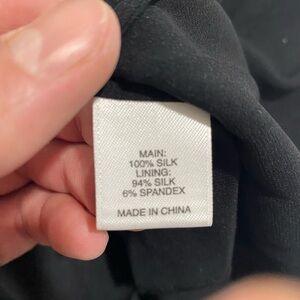 MAIN:
100% SILK
LINING:
94% SILK
6% SPANDEX
MADE IN CHINA